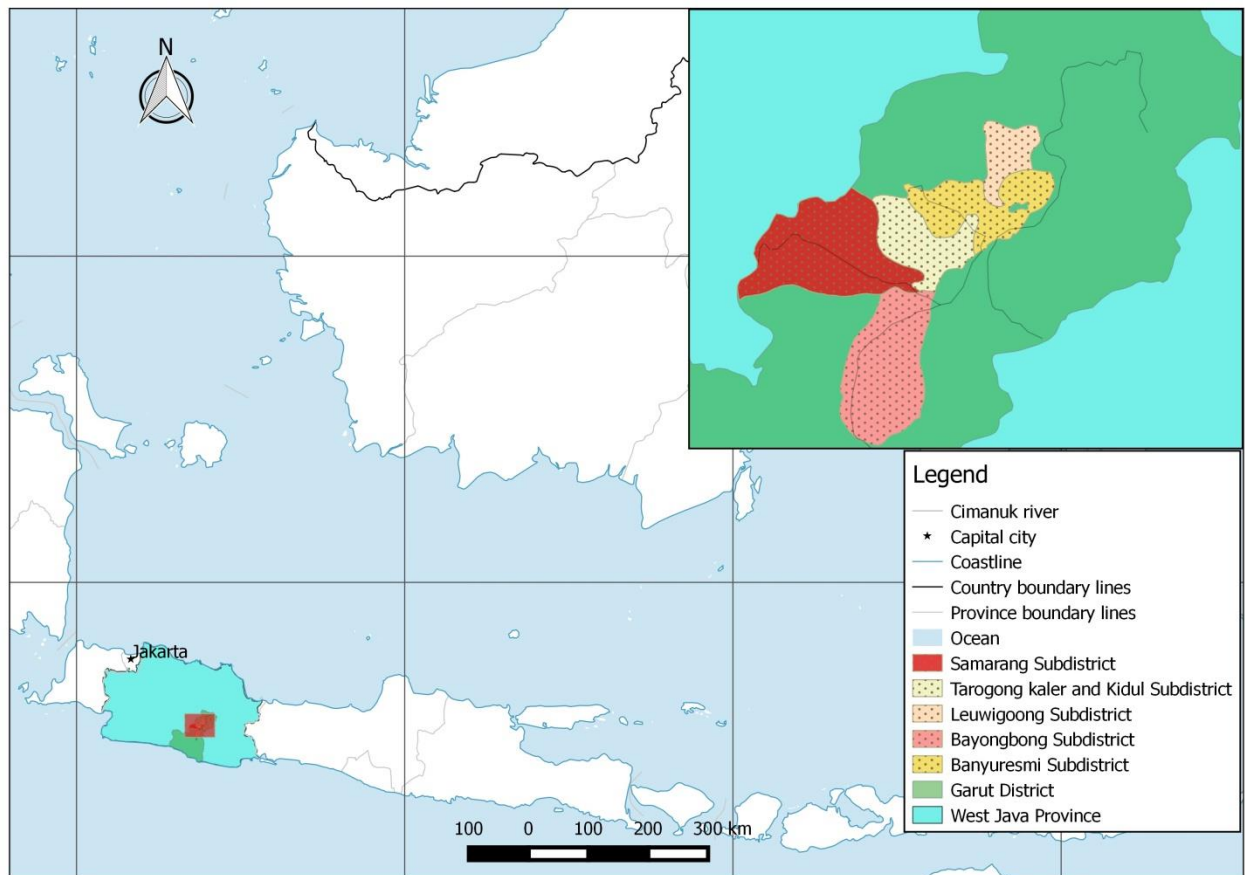 N
Jakarta
100 0 100 200 300 km
Legend
Cimanuk river
Capital city
Coastline
Country boundary lines
Province boundary lines
Ocean
Samarang Subdistrict
Tarogong kaler and Kidul Subdistrict
Leuwigoong Subdistrict
Bayongbong Subdistrict
Banyuresmi Subdistrict
Garut District
West Java Province